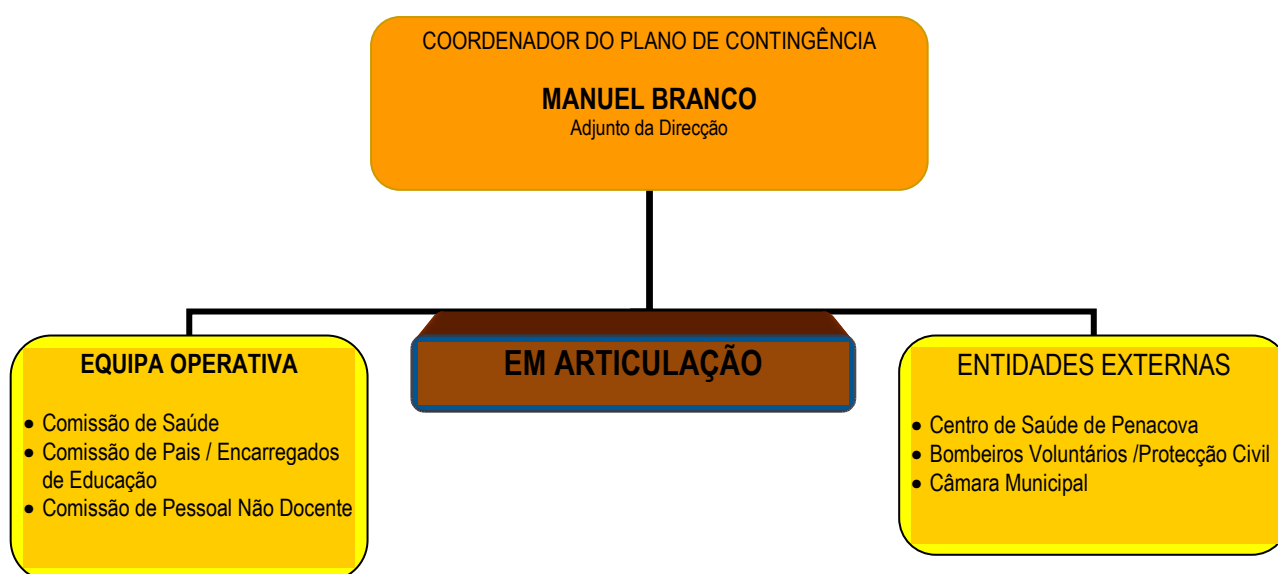 COORDENADOR DO PLANO DE CONTINGÊNCIA
MANUEL BRANCO
Adjunto da Direcção
EQUIPA OPERATIVA
• Comissão de Saúde
• Comissão de Pais / Encarregados
de Educação
• Comissão de Pessoal Não Docente
EM ARTICULAÇÃO
ENTIDADES EXTERNAS
• Centro de Saúde de Penacova
• Bombeiros Voluntários /Protecção Civil
• Câmara Municipal